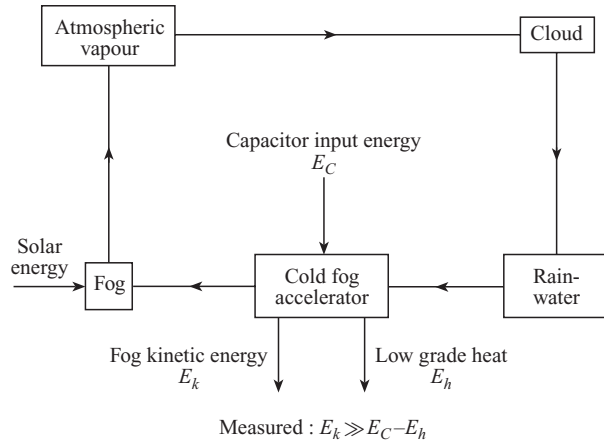 Atmospheric
vapour
Cloud
Capacitor input energy
E_C
Solar
energy
Fog
Cold fog
accelerator
Rain-
water
Fog kinetic energy
E_k
Low grade heat
E_h
Measured : E_k ≫ E_C – E_h